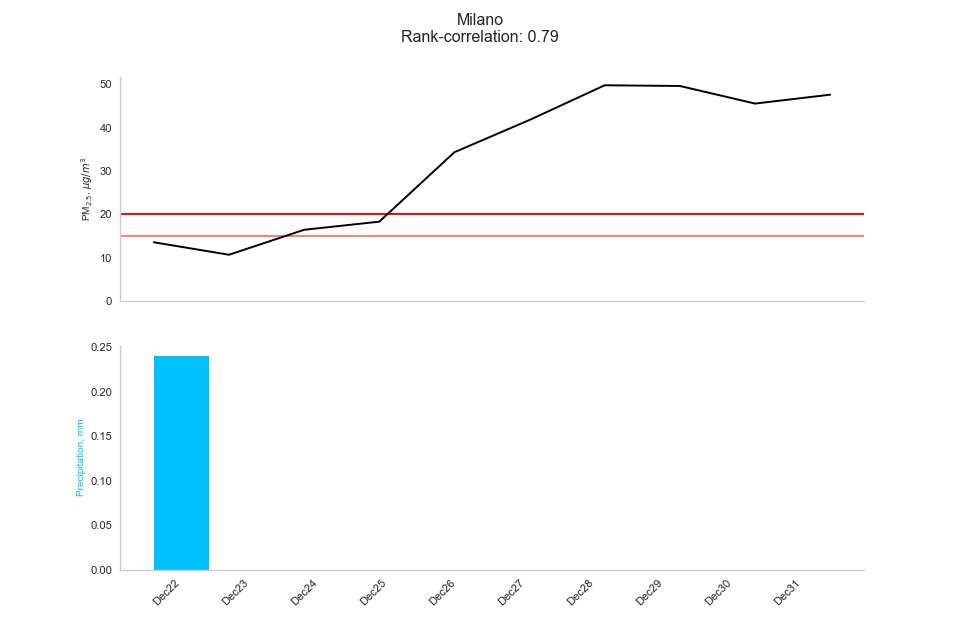 Milano
Rank-correlation: 0.79
50
40
30
20
10
0
PM2.5, μg/m³
0.25
0.20
0.15
0.10
0.05
0.00
Precipitation, mm
Dec22
Dec23
Dec24
Dec25
Dec26
Dec27
Dec28
Dec29
Dec30
Dec31